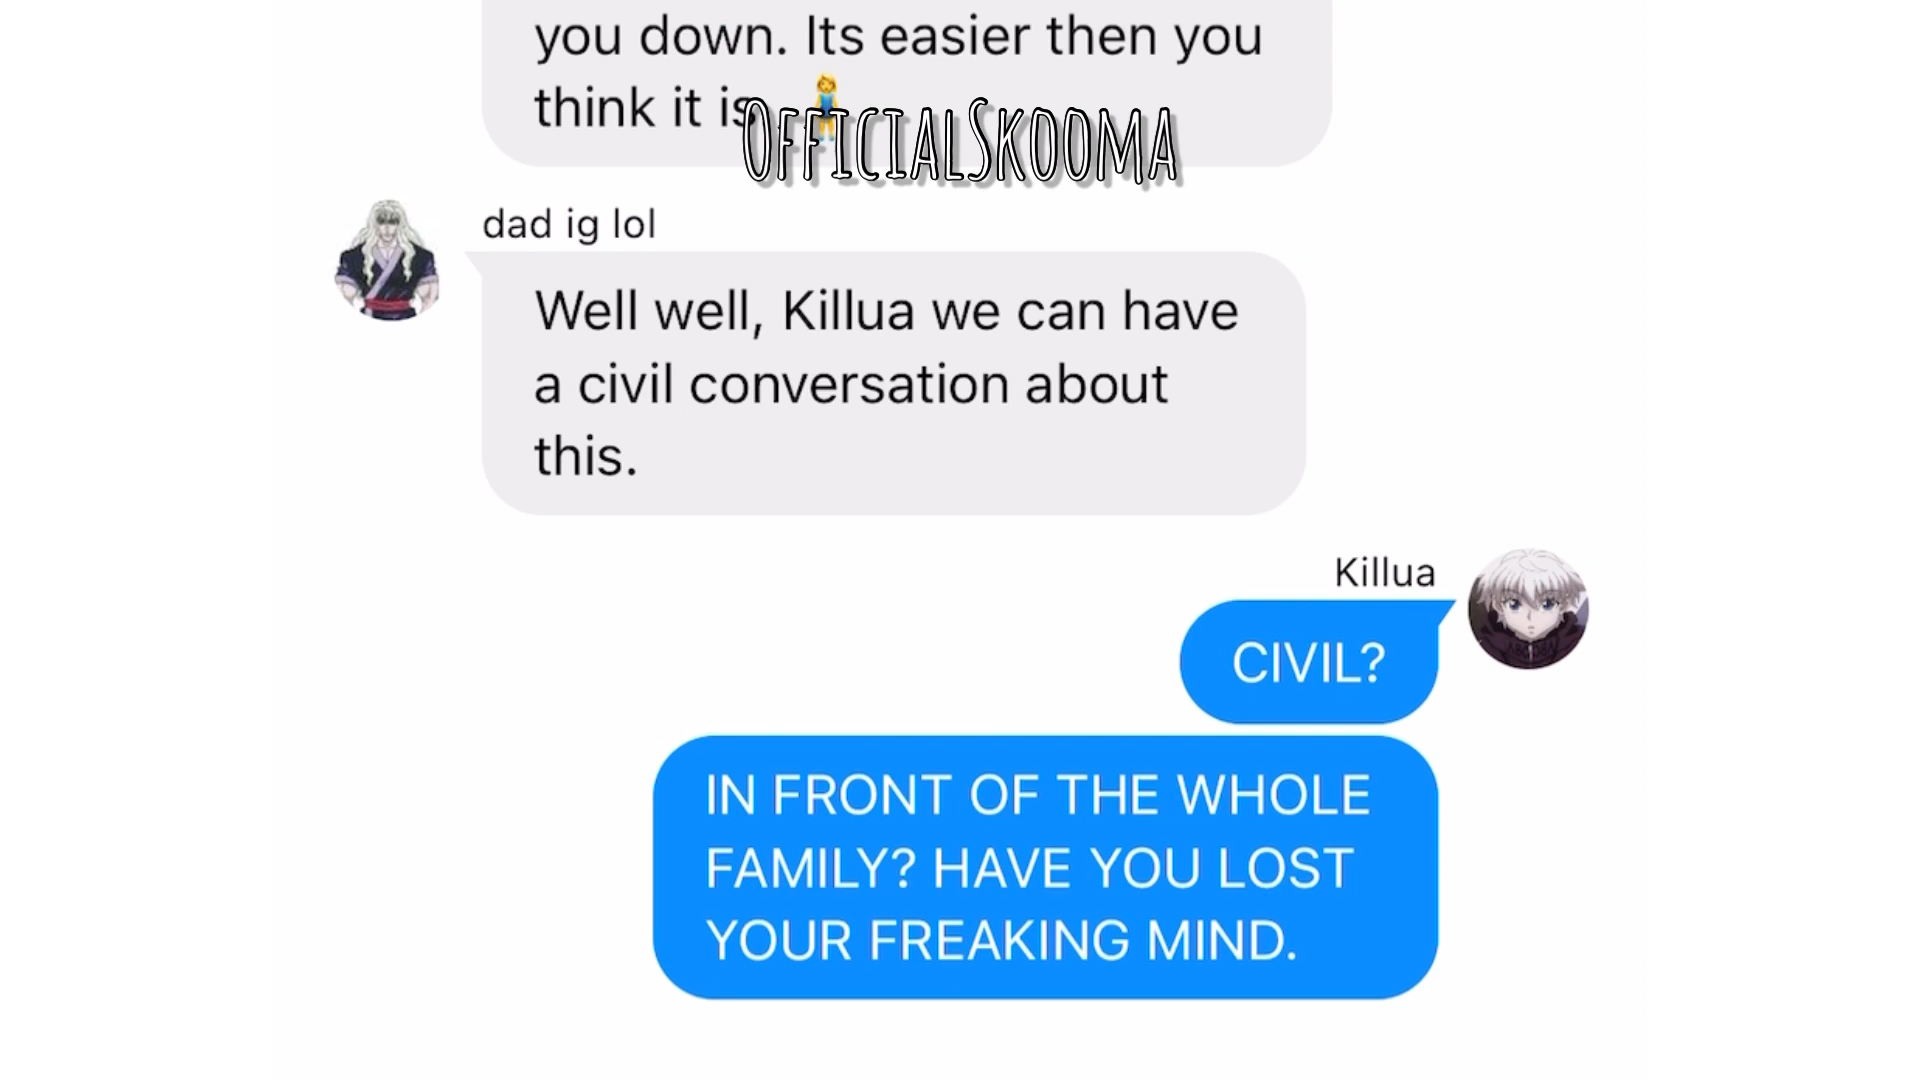 you down. Its easier then you
think it is
OFFICIALSKOOMA
dad ig lol
Well well, Killua we can have
a civil conversation about
this.
Killua
CIVIL?
IN FRONT OF THE WHOLE
FAMILY? HAVE YOU LOST
YOUR FREAKING MIND.